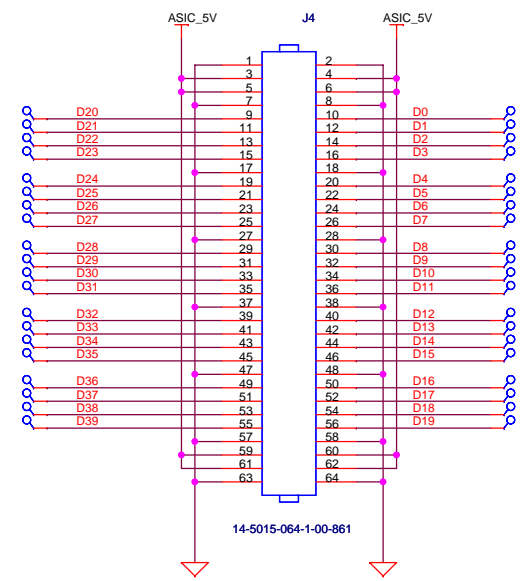 ASIC_5V J4 ASIC_5V
1 2
3 4
5 6
7 8
D20 9 10 D0
D21 11 12 D1
D22 13 14 D2
D23 15 16 D3
17 18
D24 19 20 D4
D25 21 22 D5
D26 23 24 D6
D27 25 26 D7
27 28
D28 29 30 D8
D29 31 32 D9
D30 33 34 D10
D31 35 36 D11
37 38
D32 39 40 D12
D33 41 42 D13
D34 43 44 D14
D35 45 46 D15
47 48
D36 49 50 D16
D37 51 52 D17
D38 53 54 D18
D39 55 56 D19
57 58
59 60
61 62
63 64
14-5015-064-1-00-861